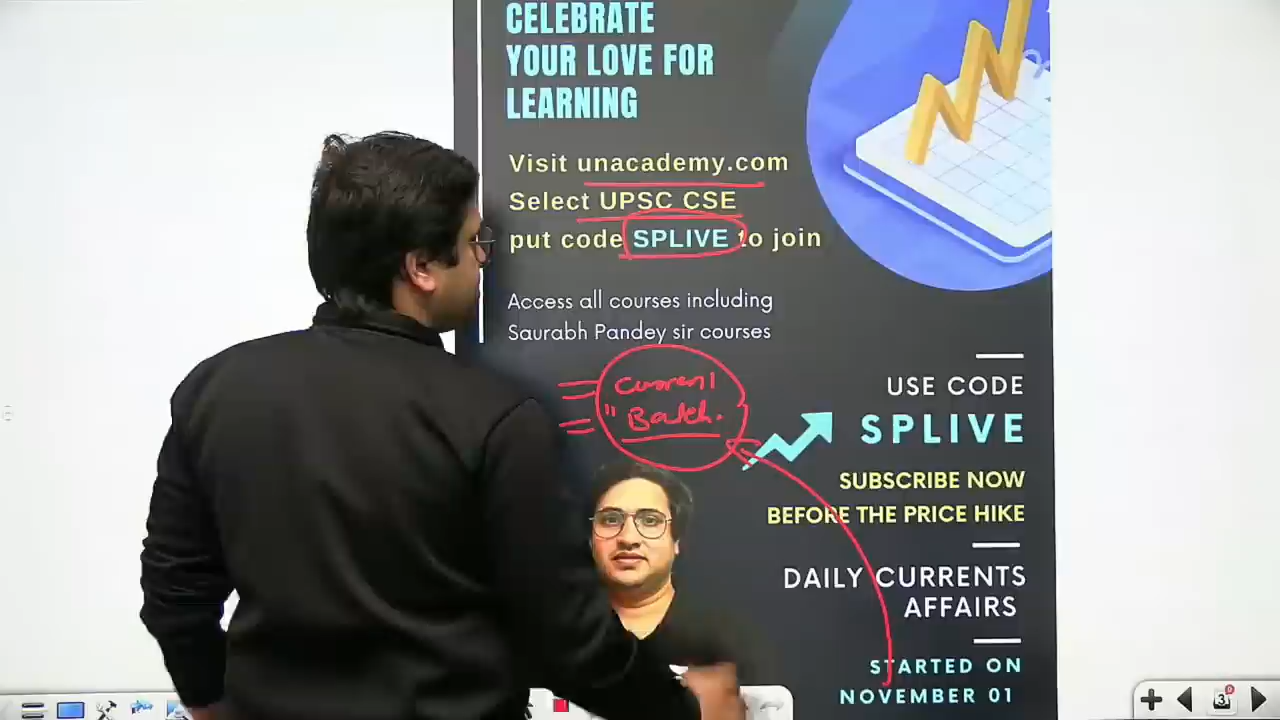 CELEBRATE
YOUR LOVE FOR
LEARNING
Visit unacademy.com
Select UPSC CSE
put code SPLIVE to join
Access all courses including
Saurabh Pandey sir courses
Current
" Batch.
USE CODE
SPLIVE
SUBSCRIBE NOW
BEFORE THE PRICE HIKE
DAILY CURRENTS
AFFAIRS
STARTED ON
NOVEMBER 01
3